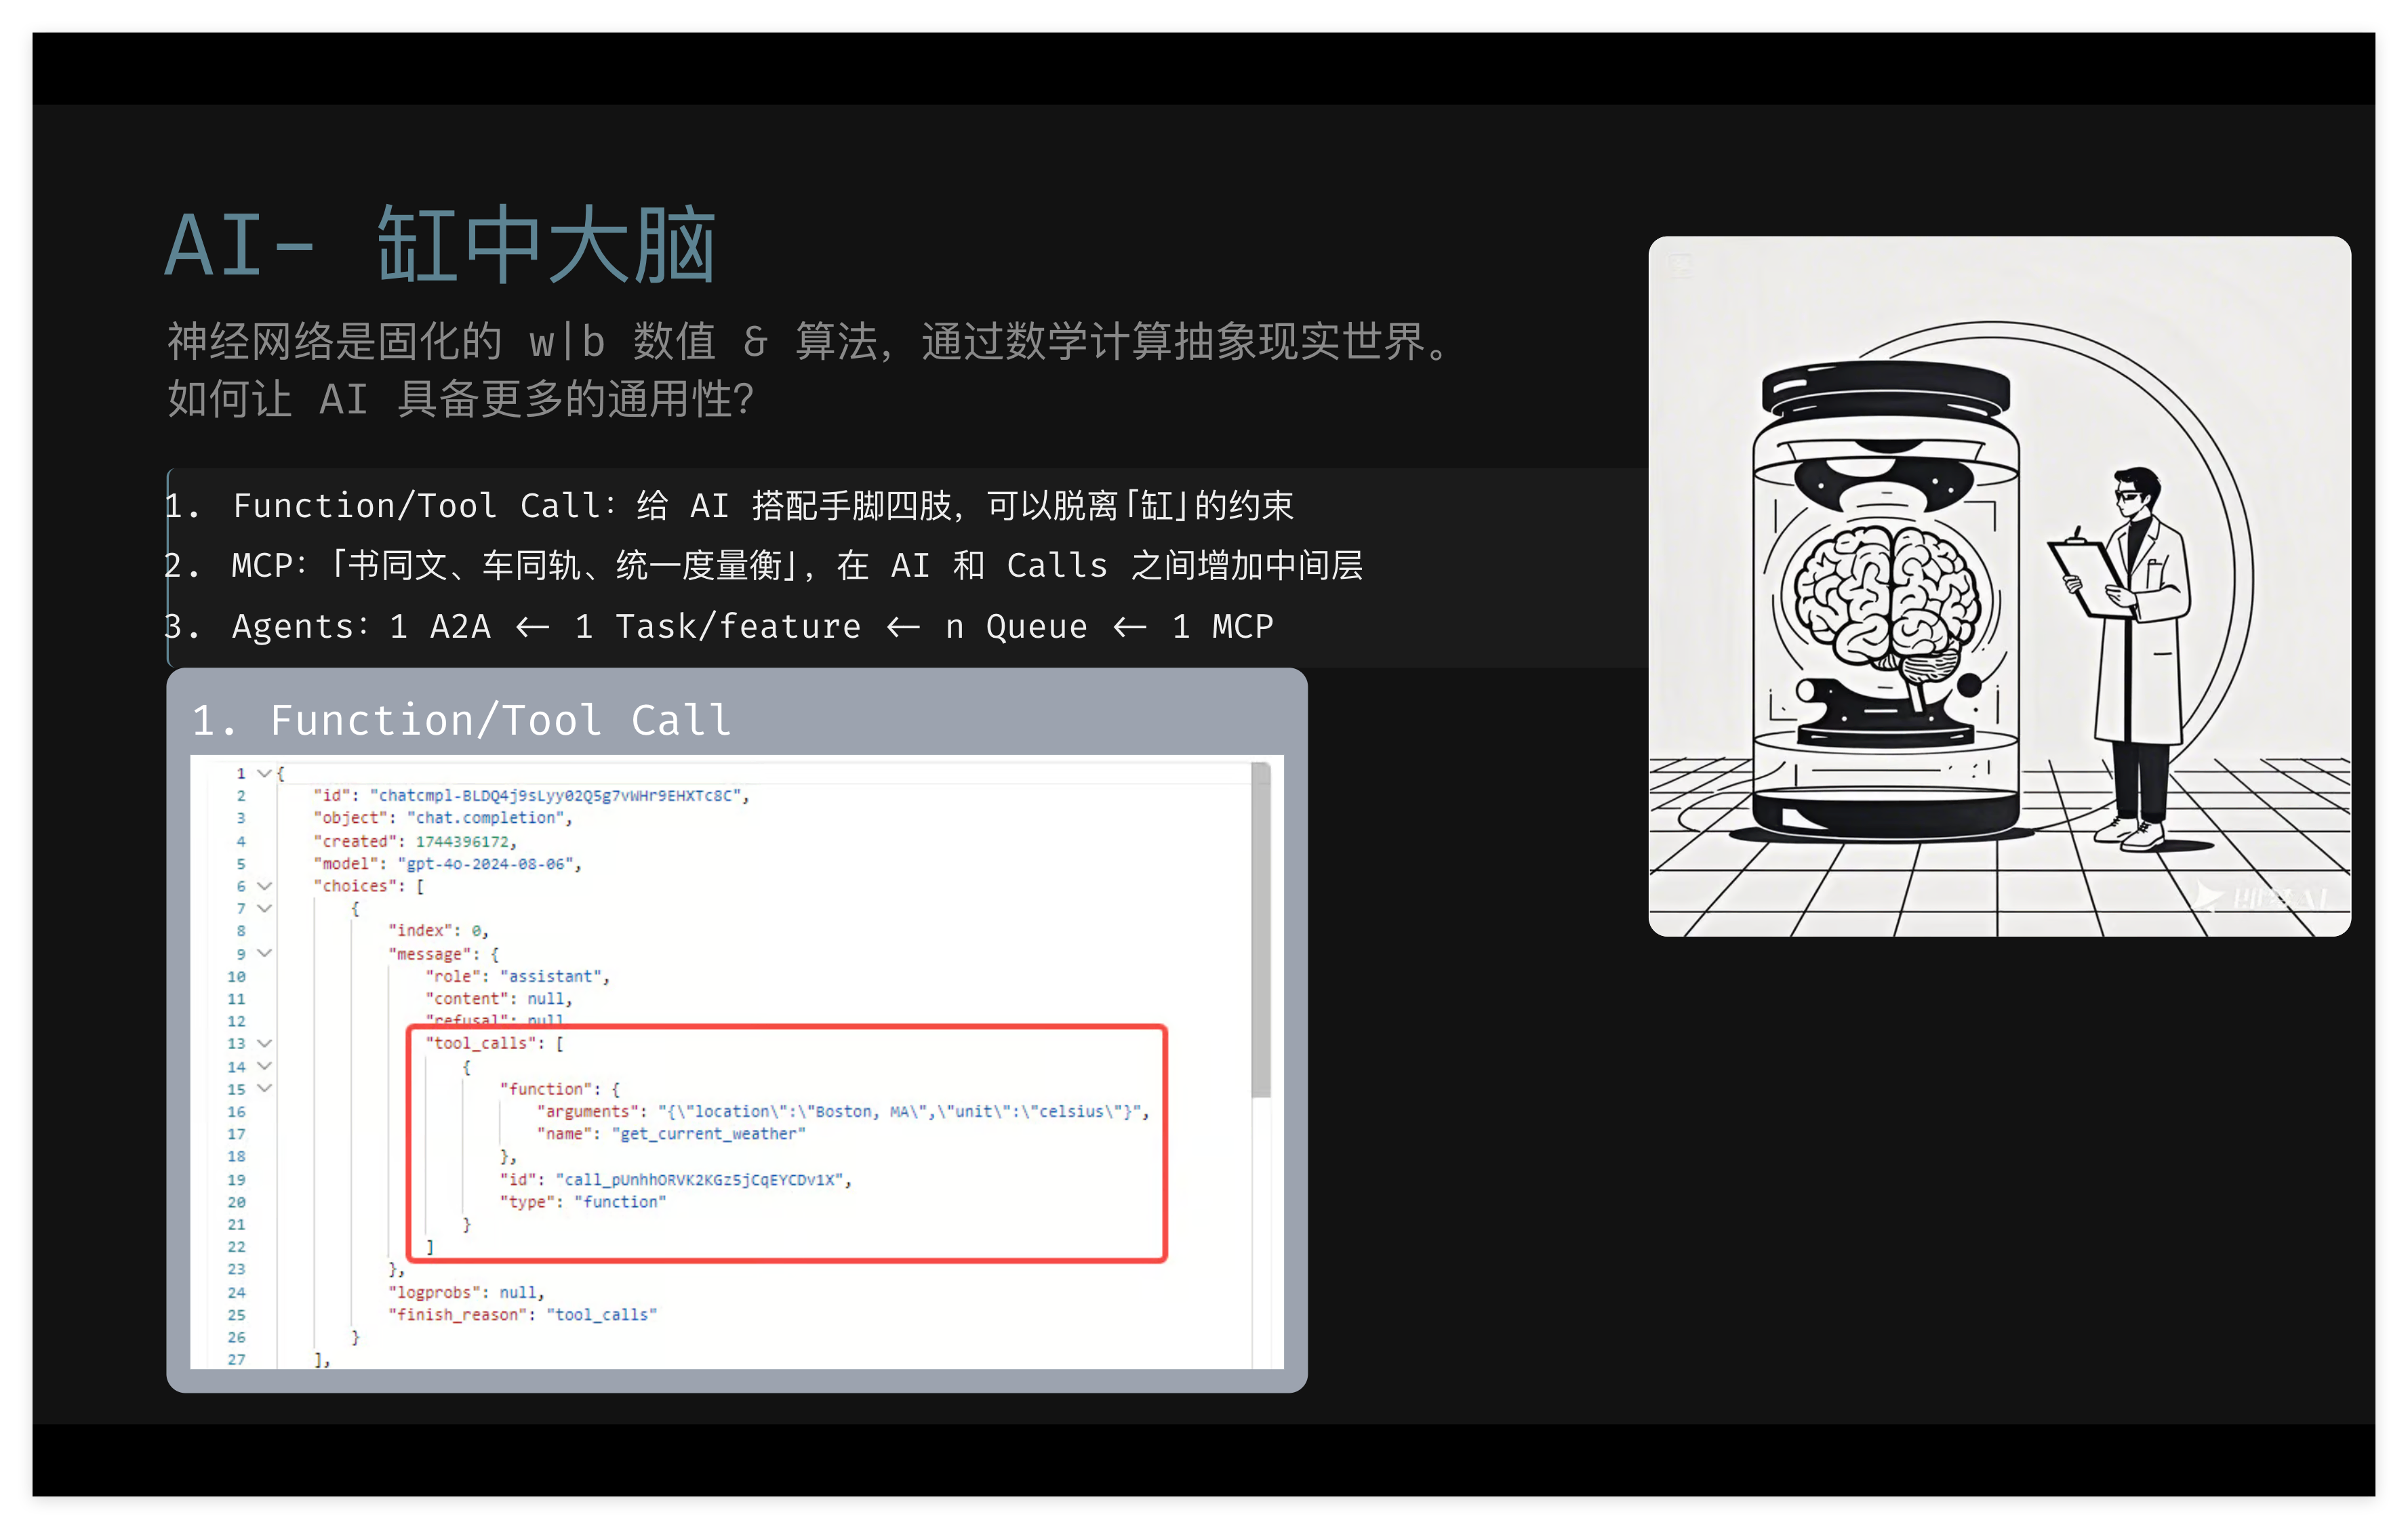 AI- 缸中大脑
神经网络是固化的 w|b 数值 & 算法，通过数学计算抽象现实世界。
如何让 AI 具备更多的通用性？
1. Function/Tool Call：给 AI 搭配手脚四肢，可以脱离「缸」的约束
2. MCP：「书同文、车同轨、统一度量衡」，在 AI 和 Calls 之间增加中间层
3. Agents：1 A2A ← 1 Task/feature ← n Queue ← 1 MCP
1. Function/Tool Call
1 {
2 "id": "chatcmpl-BLDQ4j9sLyy02Q5g7vWHr9EHXTc8C",
3 "object": "chat.completion",
4 "created": 1744396172,
5 "model": "gpt-4o-2024-08-06",
6 "choices": [
7 {
8 "index": 0,
9 "message": {
10 "role": "assistant",
11 "content": null,
12 "refusal": null
13 "tool_calls": [
14 {
15 "function": {
16 "arguments": "{\"location\":\"Boston, MA\",\"unit\":\"celsius\"}",
17 "name": "get_current_weather"
18 },
19 "id": "call_pUnhhORVK2KGz5jCqEYCDv1X",
20 "type": "function"
21 }
22 ]
23 },
24 "logprobs": null,
25 "finish_reason": "tool_calls"
26 }
27 ],